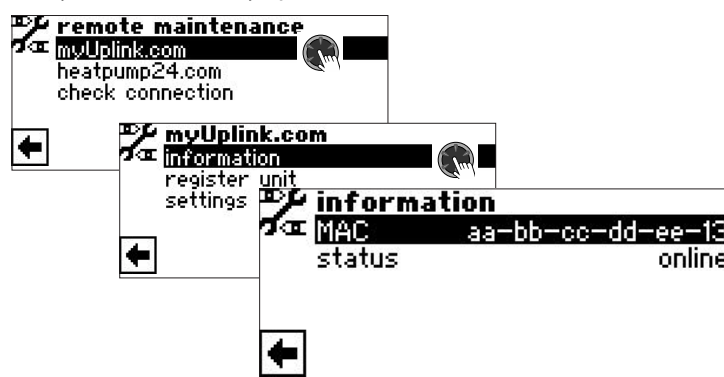 remote maintenance
myUplink.com
heatpump24.com
check connection
myUplink.com
information
register unit
settings
information
MAC aa-bb-cc-dd-ee-13
status online